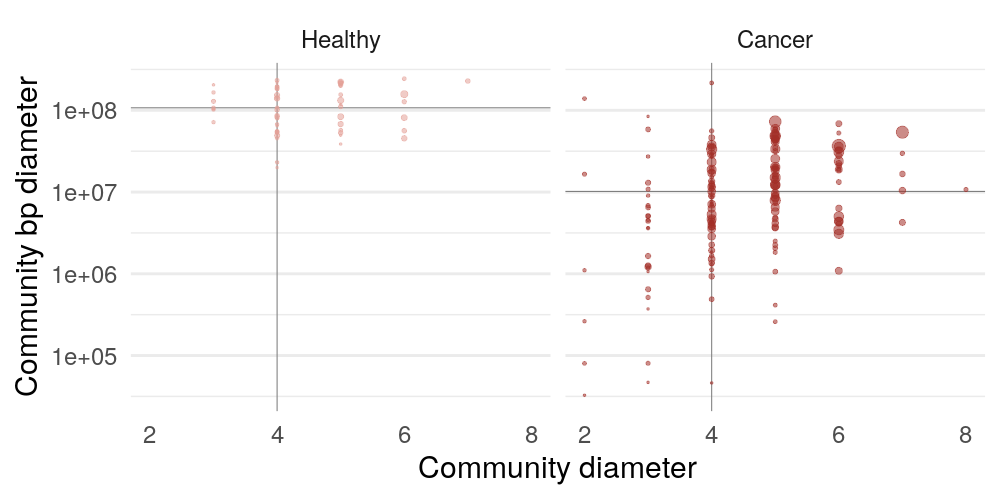 Healthy
Cancer
Community bp diameter
1e+08
1e+07
1e+06
1e+05
2 4 6 8
2 4 6 8
Community diameter